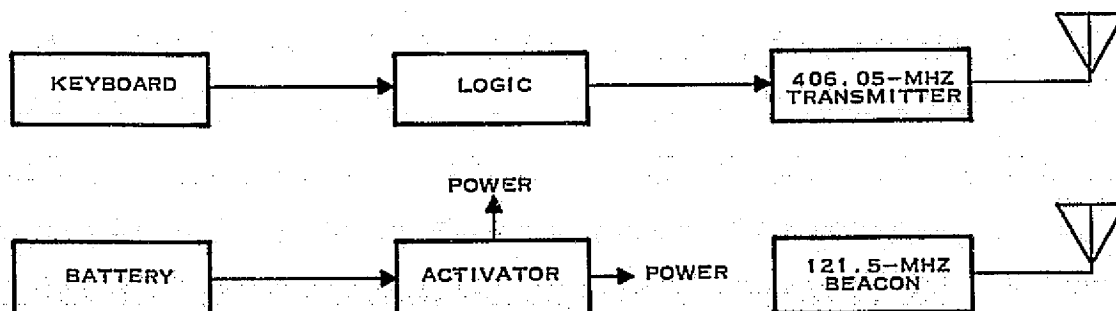 KEYBOARD
LOGIC
406.05-MHZ
TRANSMITTER
POWER
BATTERY
ACTIVATOR
POWER
121.5-MHZ
BEACON